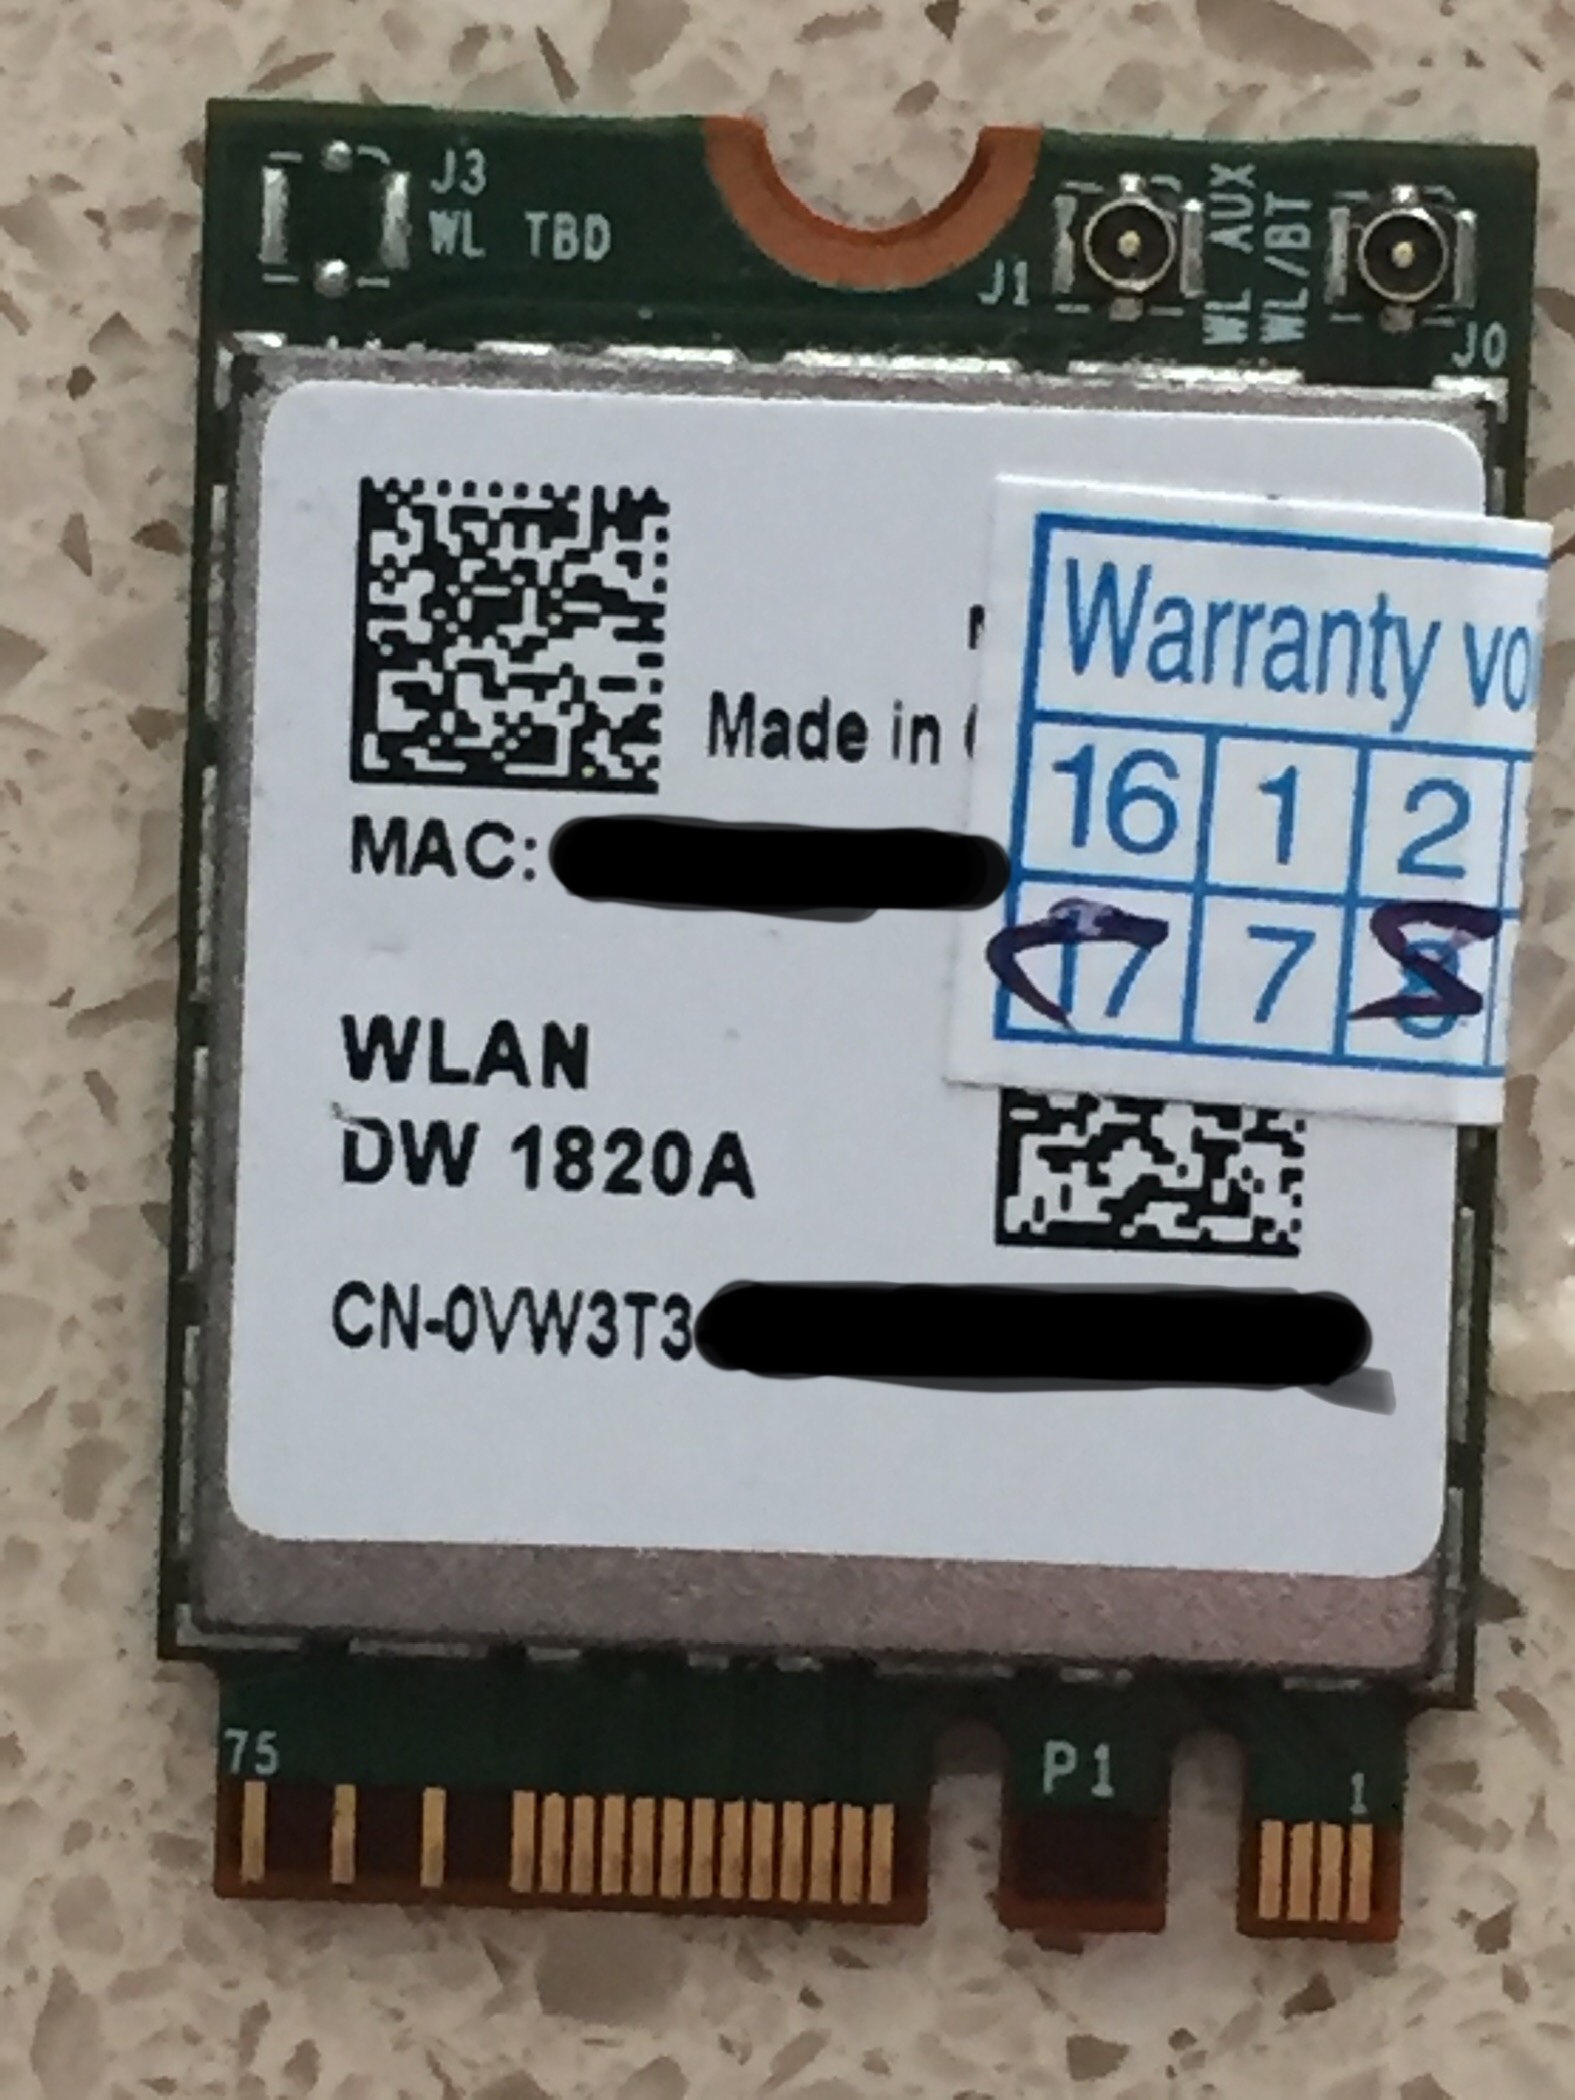 J3
WL TBD
J1
WL AUX
WL/BT
J0
Warranty vo
Made in
16 1 2
MAC:
17 7 8
WLAN
DW 1820A
CN-0VW3T3
75
P1
1